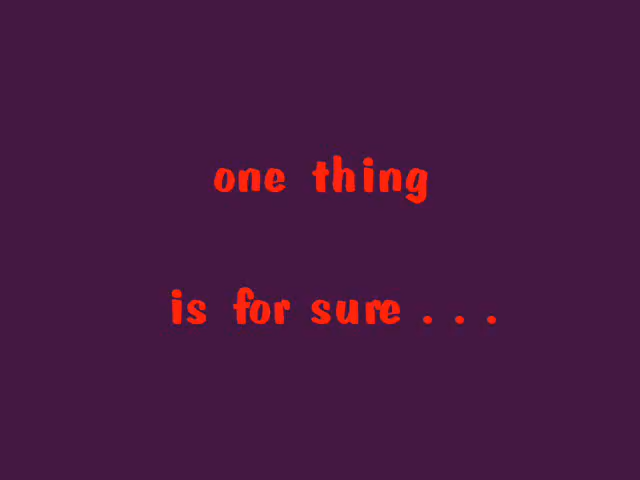 one thing
is for sure . . .